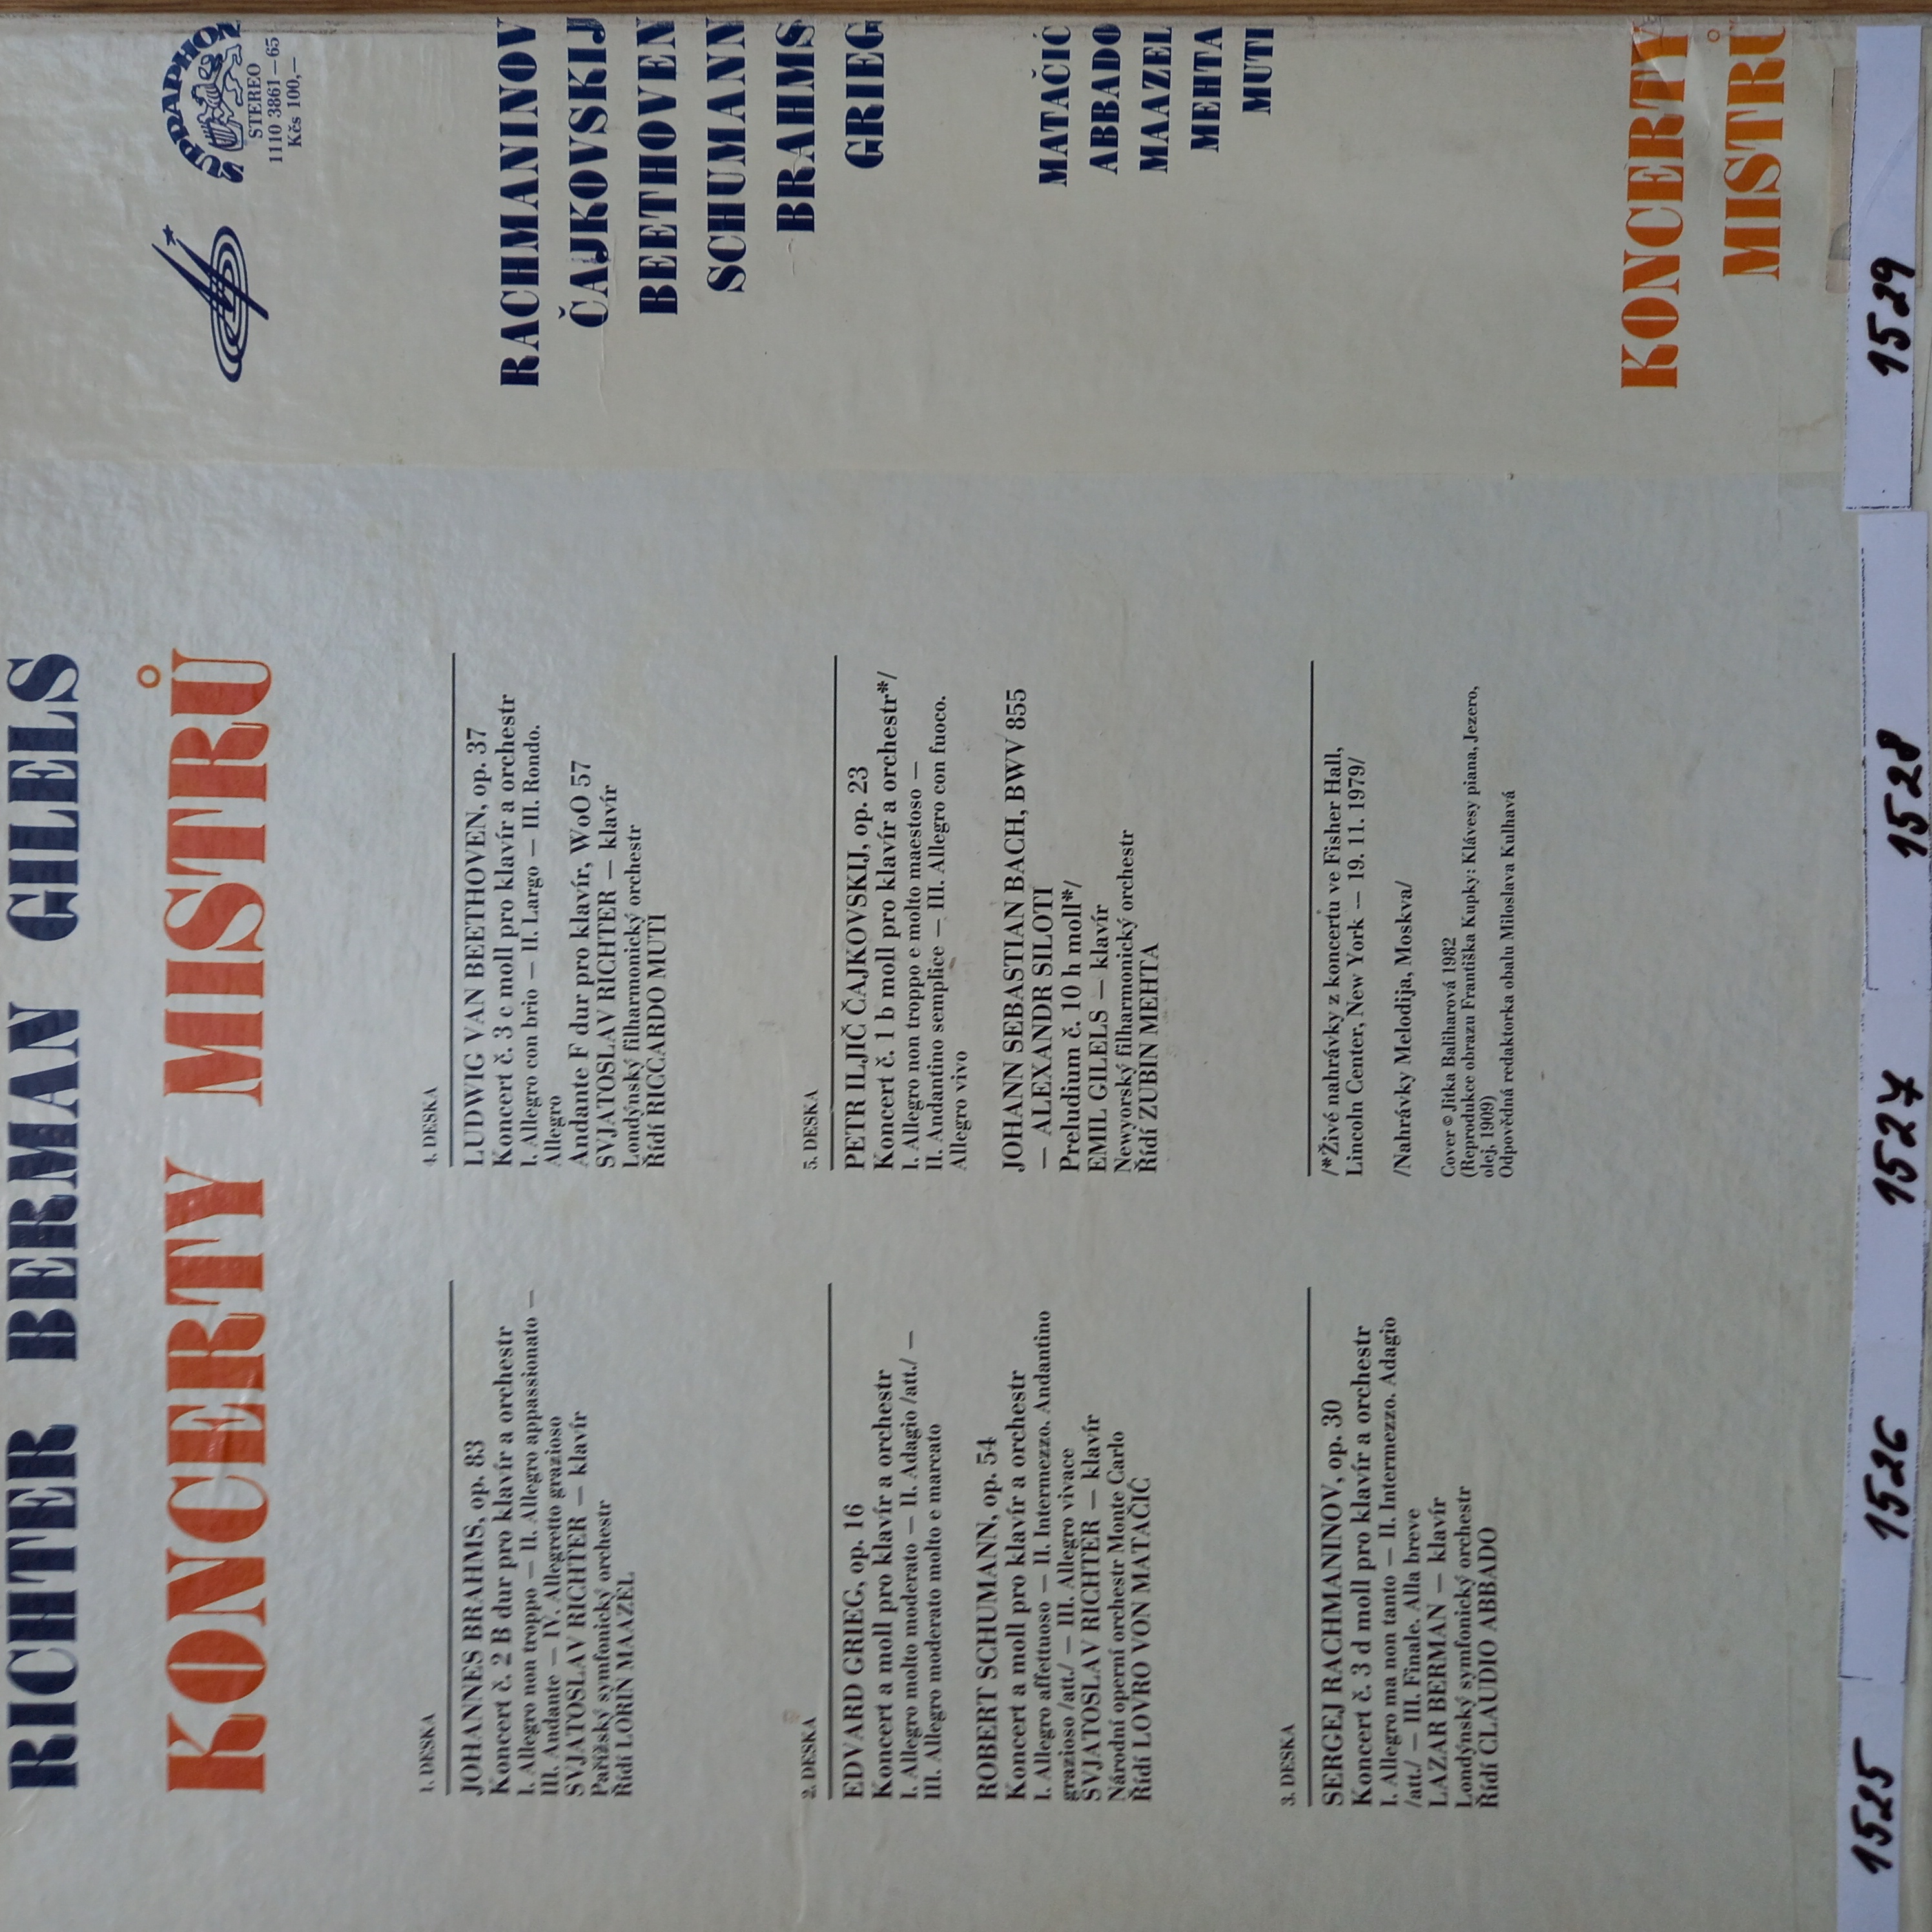 RICHTER BERMAN GILELS
KONCERTY MISTRŮ
1. DESKA
JOHANNES BRAHMS, op. 83
Koncert č. 2 B dur pro klavír a orchestr
I. Allegro non troppo — II. Allegro appassionato —
III. Andante — IV. Allegretto grazioso
SVJATOSLAV RICHTER — klavír
Pařížský symfonický orchestr
Řídí LORIN MAAZEL
2. DESKA
EDVARD GRIEG, op. 16
Koncert a moll pro klavír a orchestr
I. Allegro molto moderato — II. Adagio /att./ —
III. Allegro moderato molto e marcato
ROBERT SCHUMANN, op. 54
Koncert a moll pro klavír a orchestr
I. Allegro affettuoso — II. Intermezzo. Andantino
grazioso /att./ — III. Allegro vivace
SVJATOSLAV RICHTER — klavír
Národní operní orchestr Monte Carlo
Řídí LOVRO VON MATAČIĆ
3. DESKA
SERGEJ RACHMANINOV, op. 30
Koncert č. 3 d moll pro klavír a orchestr
I. Allegro ma non tanto — II. Intermezzo. Adagio
/att./ — III. Finale. Alla breve
LAZAR BERMAN — klavír
Londýnský symfonický orchestr
Řídí CLAUDIO ABBADO
4. DESKA
LUDWIG VAN BEETHOVEN, op. 37
Koncert č. 3 c moll pro klavír a orchestr
I. Allegro con brio — II. Largo — III. Rondo.
Allegro
Andante F dur pro klavír, WoO 57
SVJATOSLAV RICHTER — klavír
Londýnský filharmonický orchestr
Řídí RICCARDO MUTI
5. DESKA
PETR ILJIČ ČAJKOVSKIJ, op. 23
Koncert č. 1 b moll pro klavír a orchestr*/
I. Allegro non troppo e molto maestoso —
II. Andantino semplice — III. Allegro con fuoco.
Allegro vivo
JOHANN SEBASTIAN BACH, BWV 855
— ALEXANDR SILOTI
Preludium č. 10 h moll*/
EMIL GILELS — klavír
Newyorský filharmonický orchestr
Řídí ZUBIN MEHTA
/*Živé nahrávky z koncertu ve Fisher Hall,
Lincoln Center, New York — 19. 11. 1979/
/Nahrávky Melodija, Moskva/
Cover © Jitka Baliharová 1982
(Reprodukce obrazu Františka Kupky: Klávesy piana, Jezero,
olej, 1909)
Odpovědná redaktorka obalu Miloslava Kulhavá
SUPRAPHON
STEREO
1110 3861—65
Kčs 100,—
RACHMANINOV
ČAJKOVSKIJ
BEETHOVEN
SCHUMANN
BRAHMS
GRIEG
MATAČIĆ
ABBADO
MAAZEL
MEHTA
MUTI
KONCERTY
MISTRŮ
1525
1526
1527
1528
1529